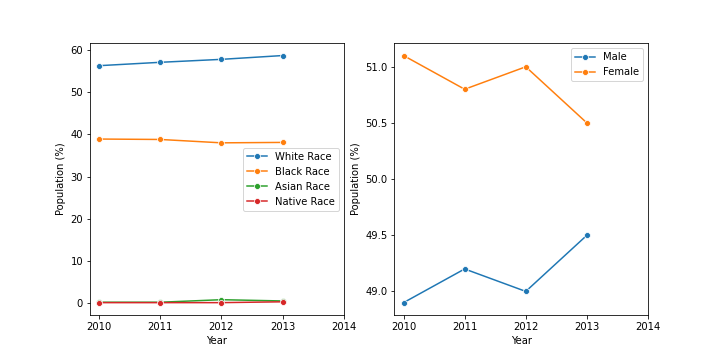 60
50
40
30
20
10
0
Population (%)
White Race
Black Race
Asian Race
Native Race
2010 2011 2012 2013 2014
Year
51.0
50.5
50.0
49.5
49.0
Population (%)
Male
Female
2010 2011 2012 2013 2014
Year